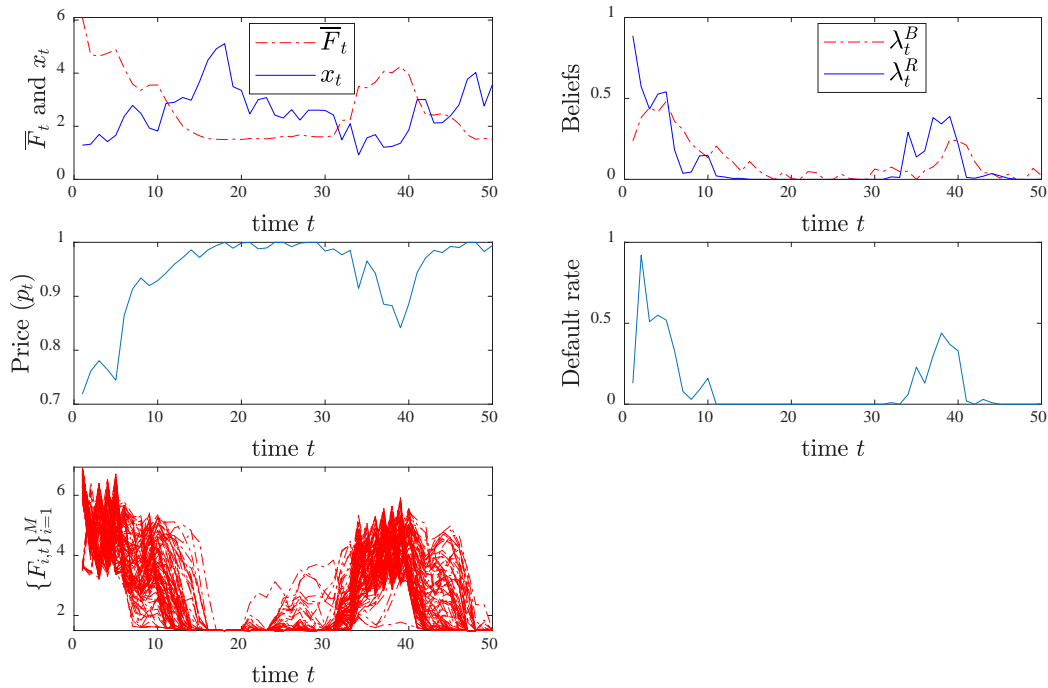 F̅_t and x_t
6
4
2
0
F̅_t
x_t
0 10 20 30 40 50
time t
Beliefs
1
0.5
0
λ_t^B
λ_t^R
0 10 20 30 40 50
time t
Price (p_t)
1
0.9
0.8
0.7
0 10 20 30 40 50
time t
Default rate
1
0.5
0
0 10 20 30 40 50
time t
{F_{i,t}}_{i=1}^M
6
4
2
0 10 20 30 40 50
time t